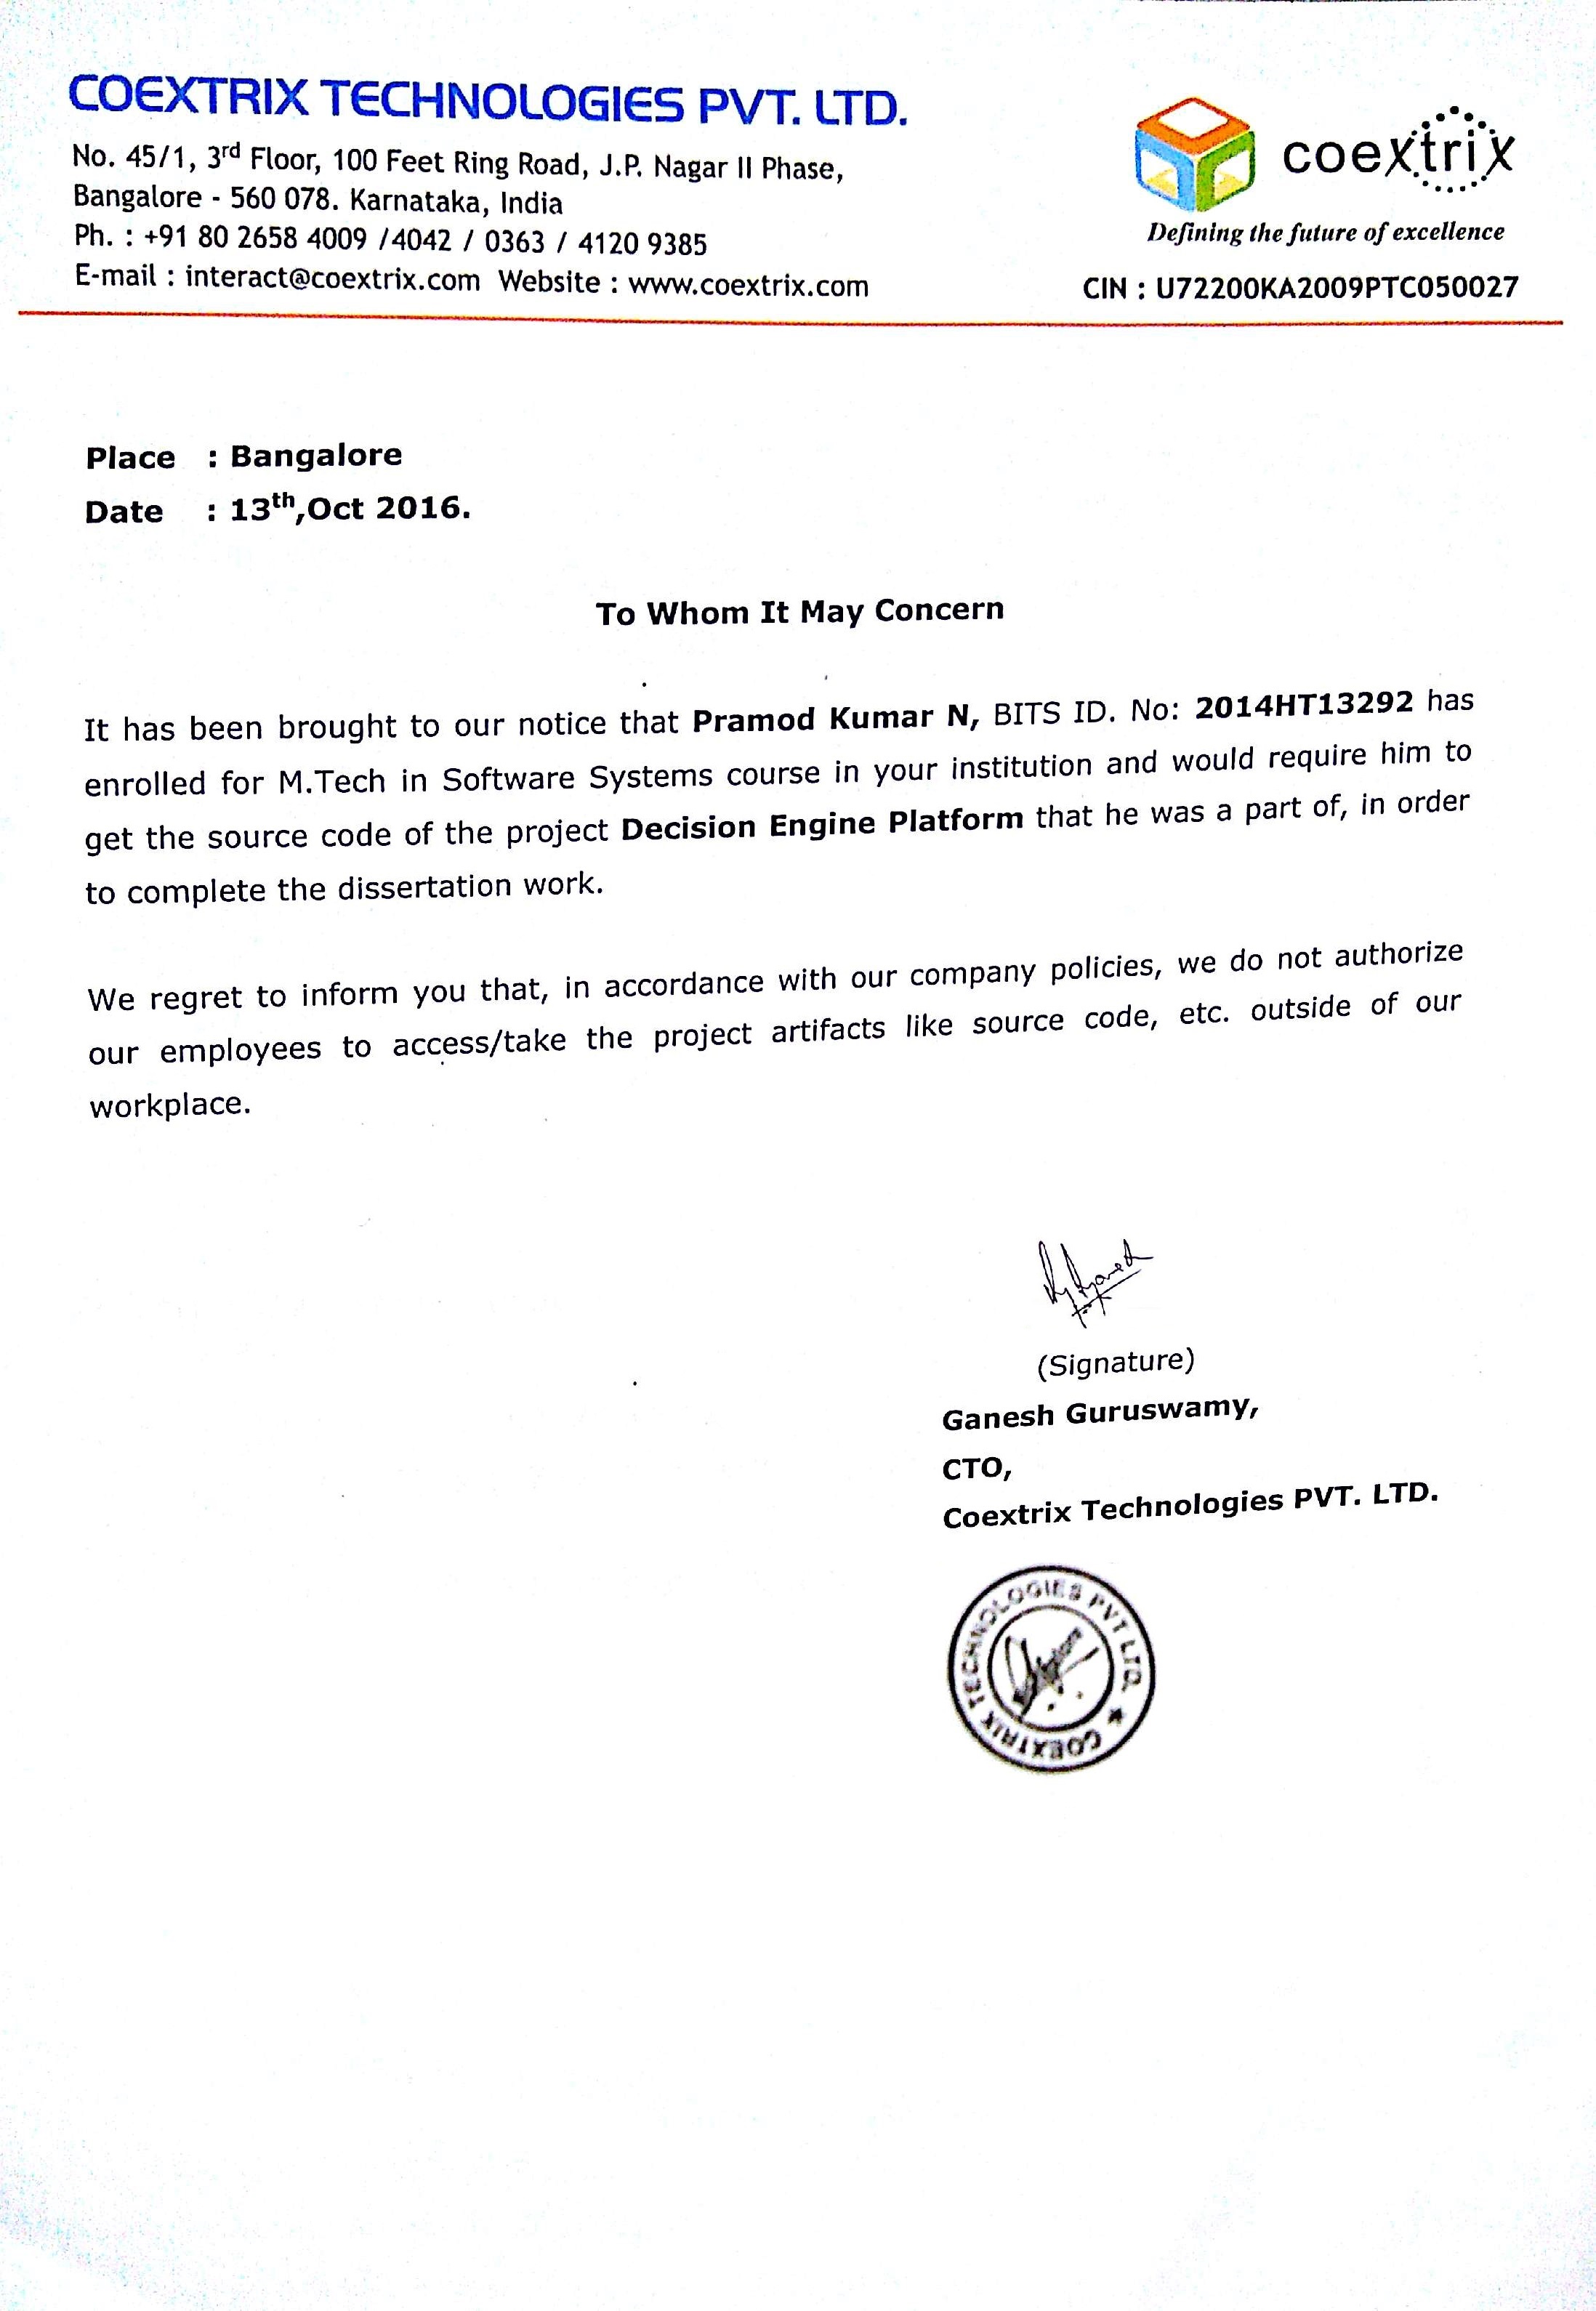 COEXTRIX TECHNOLOGIES PVT. LTD.
No. 45/1, 3rd Floor, 100 Feet Ring Road, J.P. Nagar II Phase,
Bangalore - 560 078. Karnataka, India
Ph. : +91 80 2658 4009 /4042 / 0363 / 4120 9385
E-mail : interact@coextrix.com Website : www.coextrix.com
coextrix
Defining the future of excellence
CIN : U72200KA2009PTC050027
Place : Bangalore
Date : 13th,Oct 2016.
To Whom It May Concern
It has been brought to our notice that Pramod Kumar N, BITS ID. No: 2014HT13292 has
enrolled for M.Tech in Software Systems course in your institution and would require him to
get the source code of the project Decision Engine Platform that he was a part of, in order
to complete the dissertation work.
We regret to inform you that, in accordance with our company policies, we do not authorize
our employees to access/take the project artifacts like source code, etc. outside of our
workplace.
(Signature)
Ganesh Guruswamy,
CTO,
Coextrix Technologies PVT. LTD.
COEXTRIX TECHNOLOGIES PVT LTD.